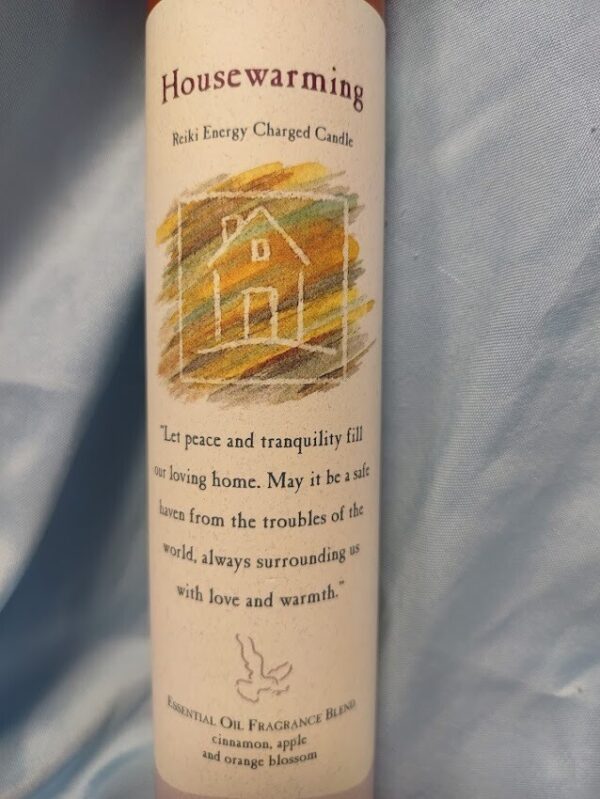 Housewarming
Reiki Energy Charged Candle
"Let peace and tranquility fill
our loving home. May it be a safe
haven from the troubles of the
world, always surrounding us
with love and warmth."
ESSENTIAL OIL FRAGRANCE BLEND
cinnamon, apple
and orange blossom